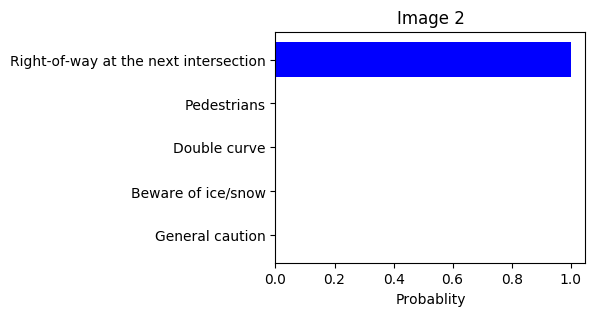 Image 2
Right-of-way at the next intersection
Pedestrians
Double curve
Beware of ice/snow
General caution
0.0 0.2 0.4 0.6 0.8 1.0
Probablity